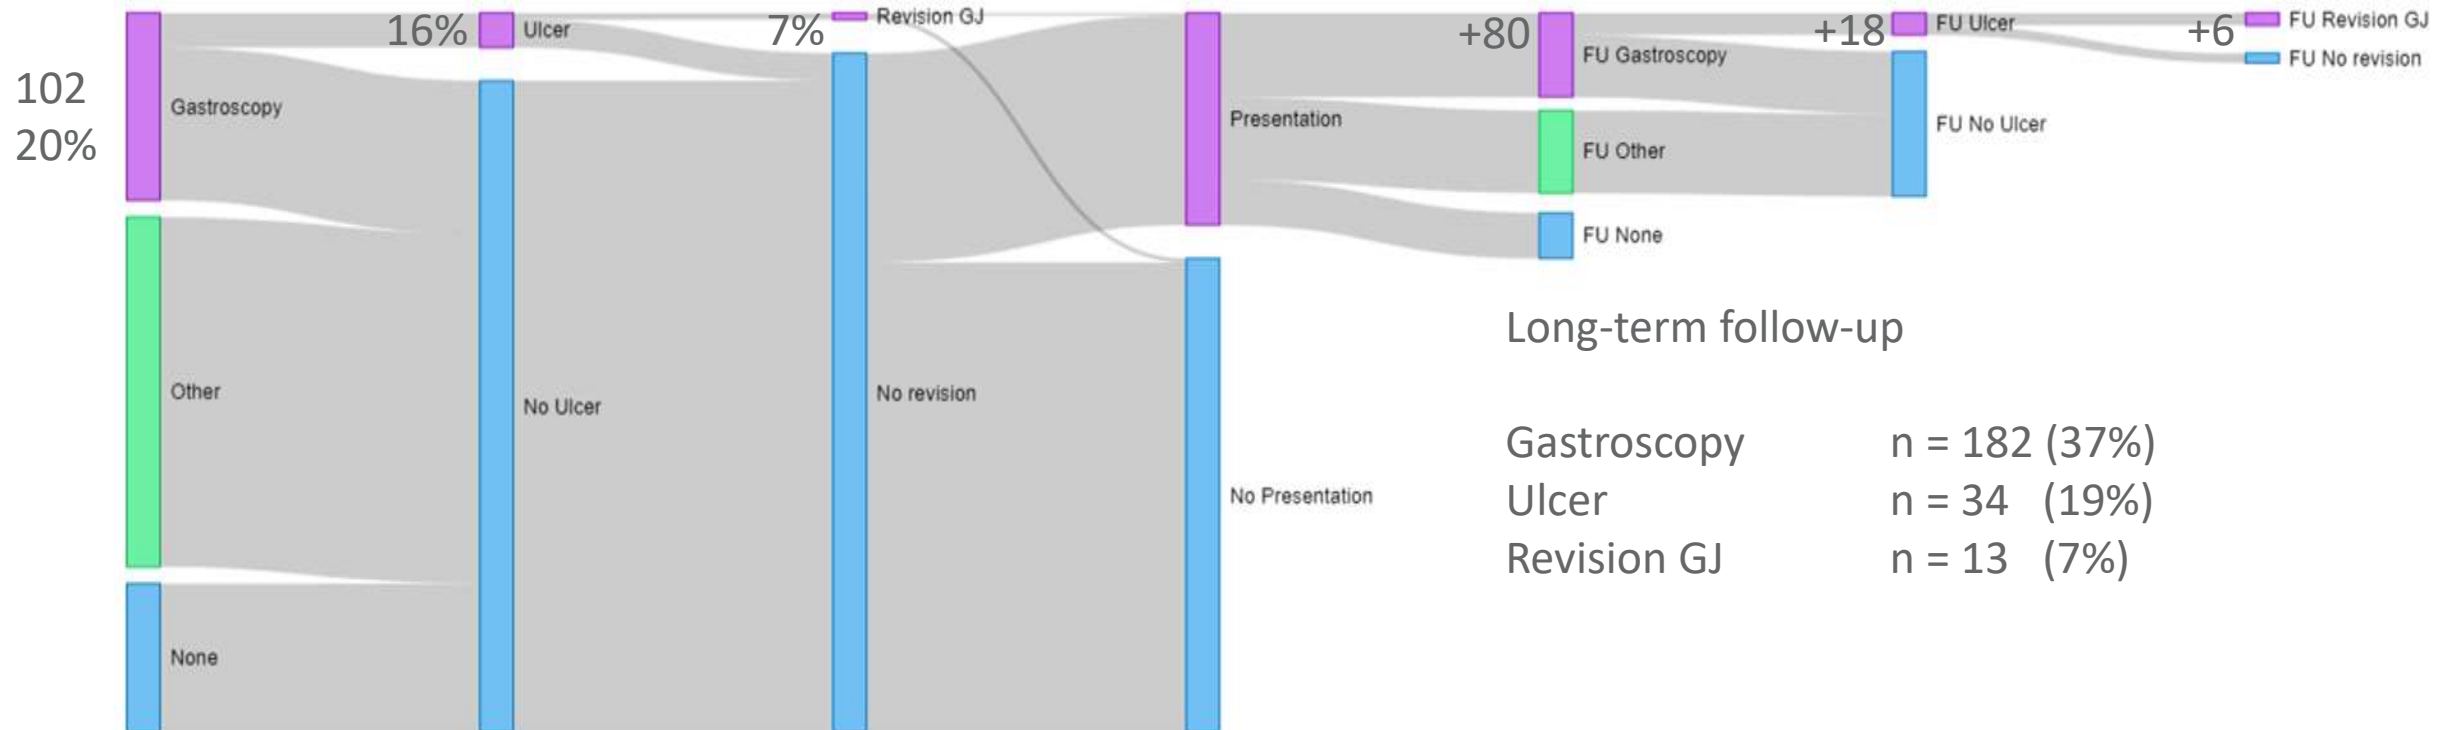 102
20%
Gastroscopy
Other
None
16%
Ulcer
No Ulcer
7%
Revision GJ
No revision
Presentation
No Presentation
+80
FU Gastroscopy
FU Other
FU None
+18
FU Ulcer
FU No Ulcer
+6
FU Revision GJ
FU No revision
Long-term follow-up
Gastroscopy n = 182 (37%)
Ulcer n = 34 (19%)
Revision GJ n = 13 (7%)